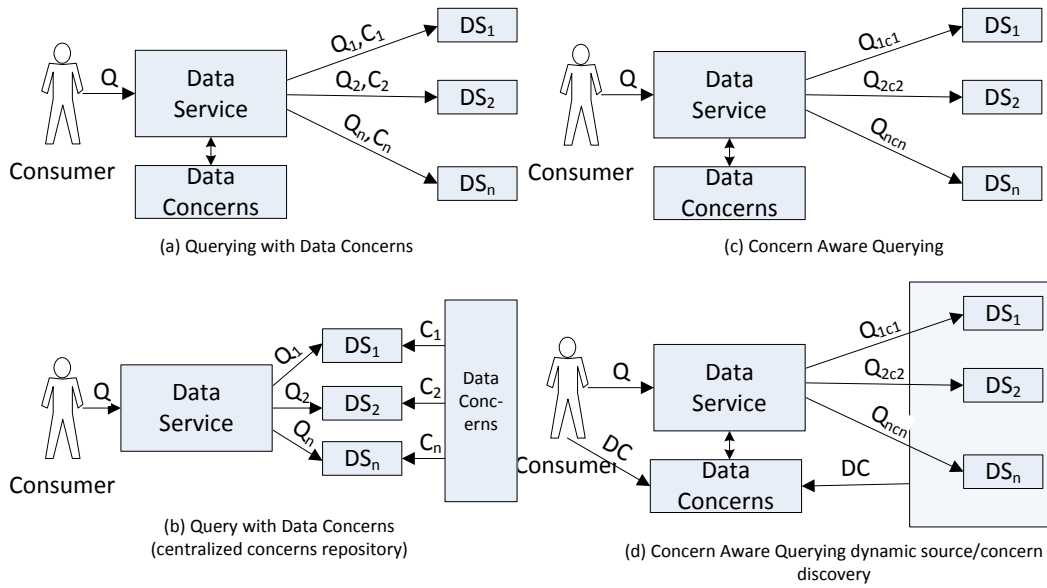 Consumer
Q
Data
Service
Data
Concerns
Q1,C1
Q2,C2
Qn,Cn
DS1
DS2
DSn
(a) Querying with Data Concerns
Consumer
Q
Data
Service
Data
Concerns
Q1c1
Q2c2
Qncn
DS1
DS2
DSn
(c) Concern Aware Querying
Consumer
Q
Data
Service
Q1
Q2
Qn
DS1
DS2
DSn
C1
C2
Cn
Data
Conc-
erns
(b) Query with Data Concerns
(centralized concerns repository)
Consumer
Q
DC
Data
Service
Data
Concerns
Q1c1
Q2c2
Qncn
DC
DS1
DS2
DSn
(d) Concern Aware Querying dynamic source/concern
discovery